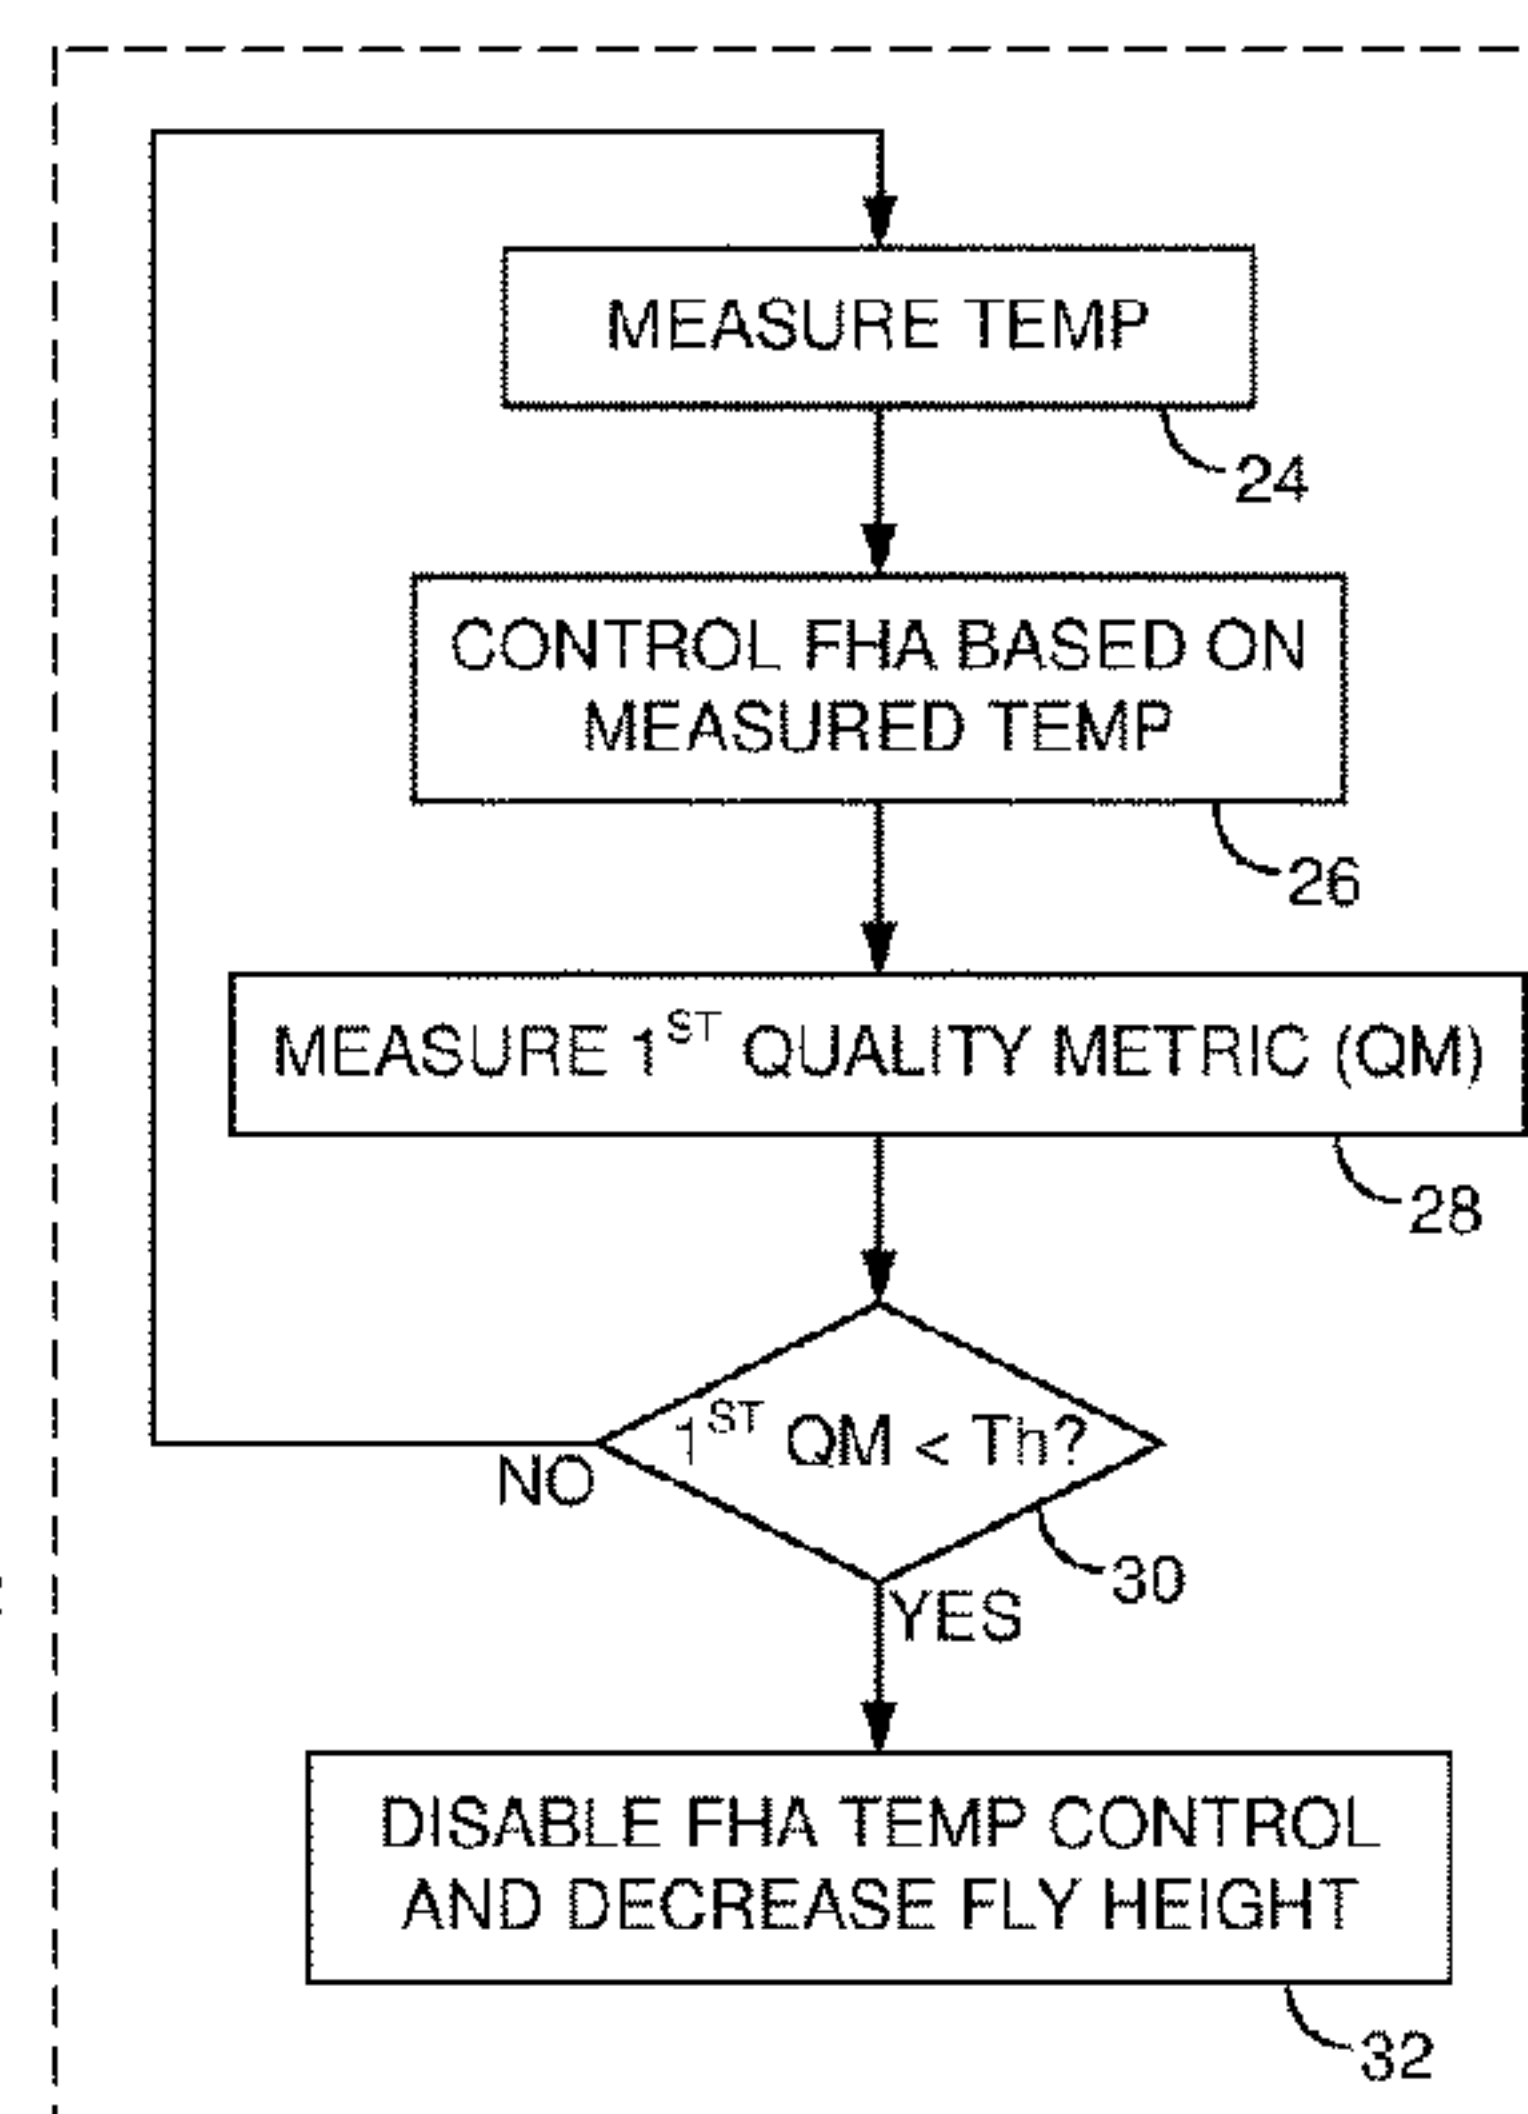 MEASURE TEMP
24
CONTROL FHA BASED ON
MEASURED TEMP
26
MEASURE 1ST QUALITY METRIC (QM)
28
1ST QM < Th?
NO
30
YES
DISABLE FHA TEMP CONTROL
AND DECREASE FLY HEIGHT
32